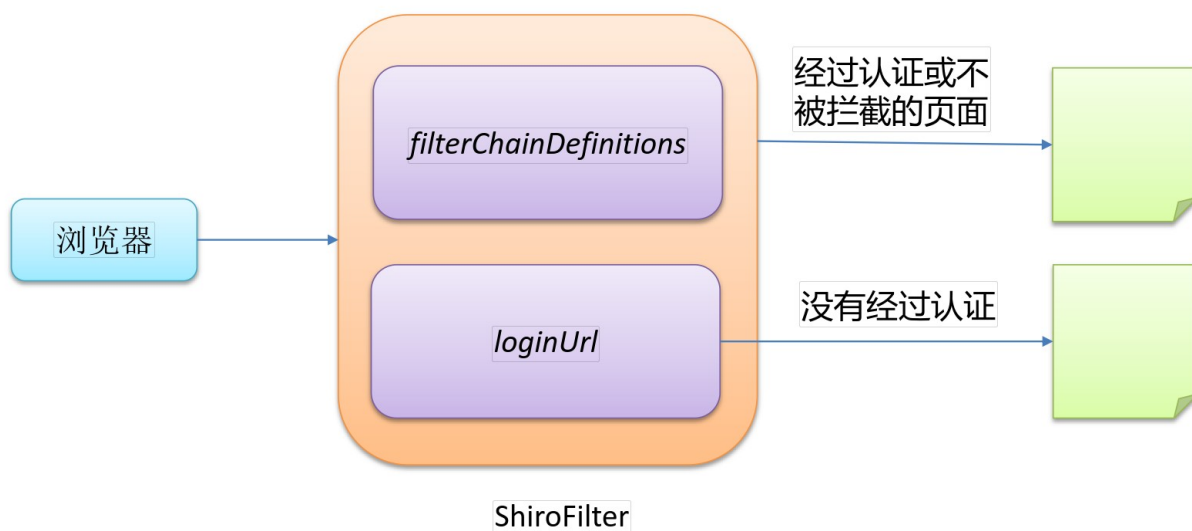 经过认证或不
被拦截的页面
filterChainDefinitions
浏览器
没有经过认证
loginUrl
ShiroFilter